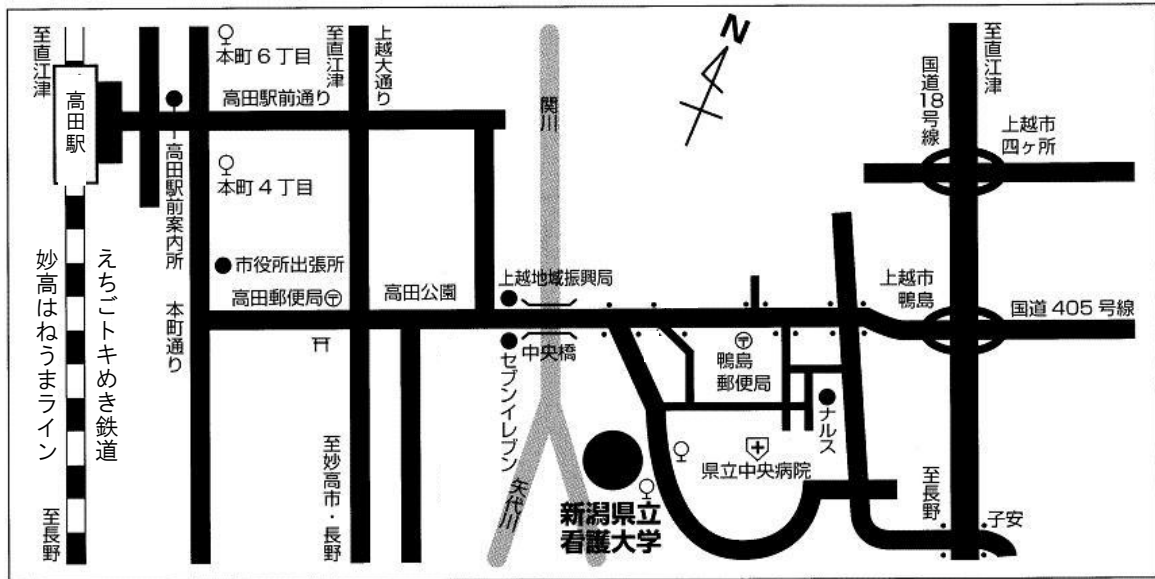 至直江津
高田駅
えちごトキめき鉄道
妙高はねうまライン
至長野
高田駅前案内所
本町6丁目
高田駅前通り
本町4丁目
市役所出張所
高田郵便局〒
本町通り
至直江津
上越大通り
高田公園
至妙高市・長野
関川
上越地域振興局
中央橋
セブンイレブン
矢代川
新潟県立
看護大学
N
〒
鴨島
郵便局
ナルス
県立中央病院
国道18号線
至直江津
上越市
四ヶ所
上越市
鴨島
国道405号線
至長野
子安